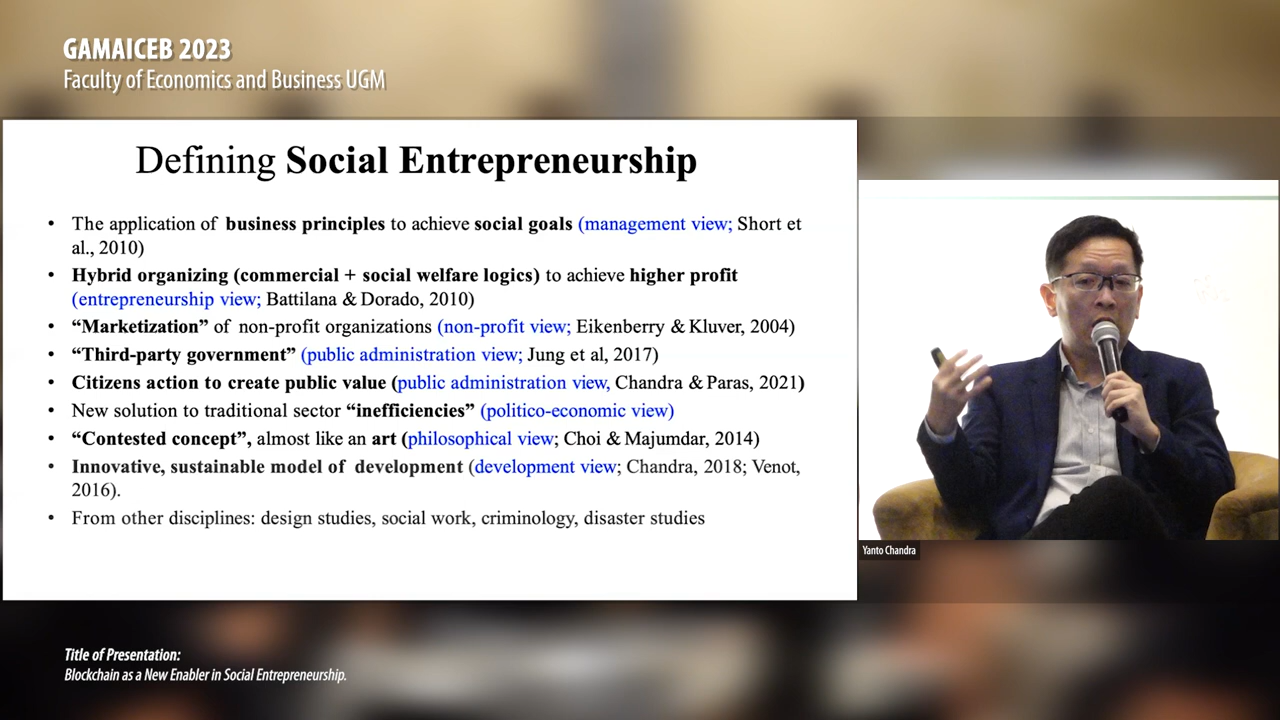 GAMAICEB 2023
Faculty of Economics and Business UGM
Defining Social Entrepreneurship
• The application of business principles to achieve social goals (management view; Short et
al., 2010)
• Hybrid organizing (commercial + social welfare logics) to achieve higher profit
(entrepreneurship view; Battilana & Dorado, 2010)
• “Marketization” of non-profit organizations (non-profit view; Eikenberry & Kluver, 2004)
• “Third-party government” (public administration view; Jung et al, 2017)
• Citizens action to create public value (public administration view, Chandra & Paras, 2021)
• New solution to traditional sector “inefficiencies” (politico-economic view)
• “Contested concept”, almost like an art (philosophical view; Choi & Majumdar, 2014)
• Innovative, sustainable model of development (development view; Chandra, 2018; Venot,
2016).
• From other disciplines: design studies, social work, criminology, disaster studies
Yanto Chandra
Title of Presentation:
Blockchain as a New Enabler in Social Entrepreneurship.